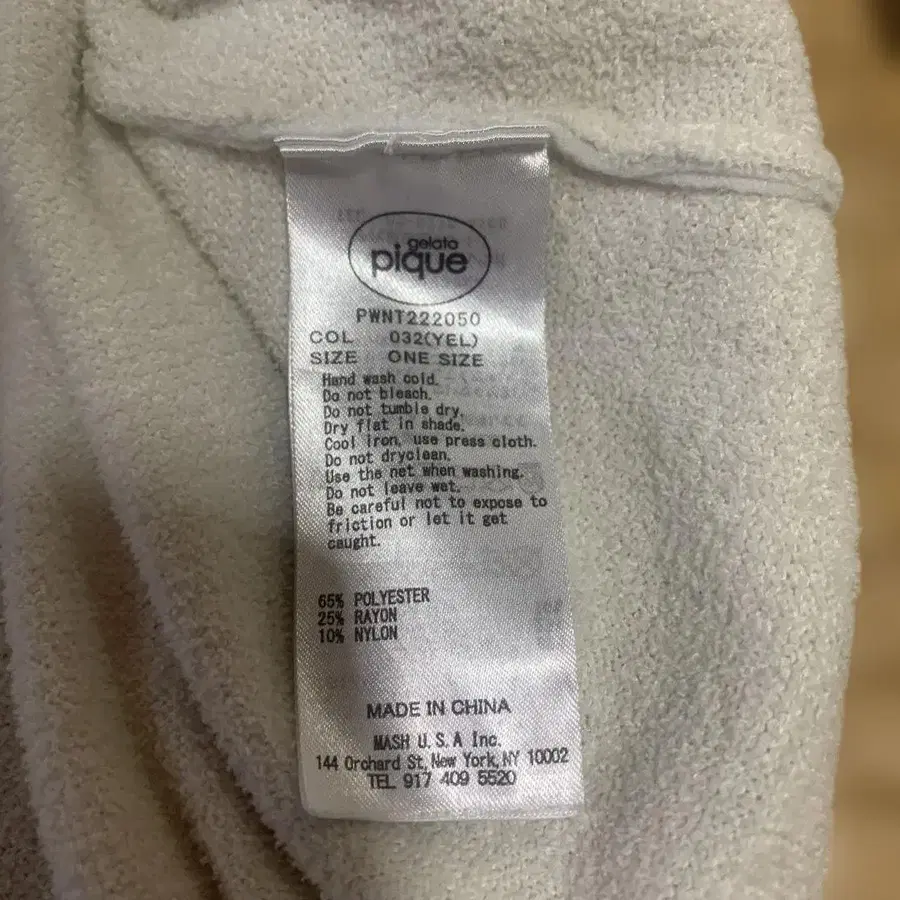 gelato
pique
PWNT222050
COL 032(YEL)
SIZE ONE SIZE
Hand wash cold.
Do not bleach.
Do not tumble dry.
Dry flat in shade.
Cool iron, use press cloth.
Do not dryclean.
Use the net when washing.
Do not leave wet.
Be careful not to expose to
friction or let it get
caught.
65% POLYESTER
25% RAYON
10% NYLON
MADE IN CHINA
MASH U.S.A Inc.
144 Orchard St, New York, NY 10002
TEL 917 409 5520